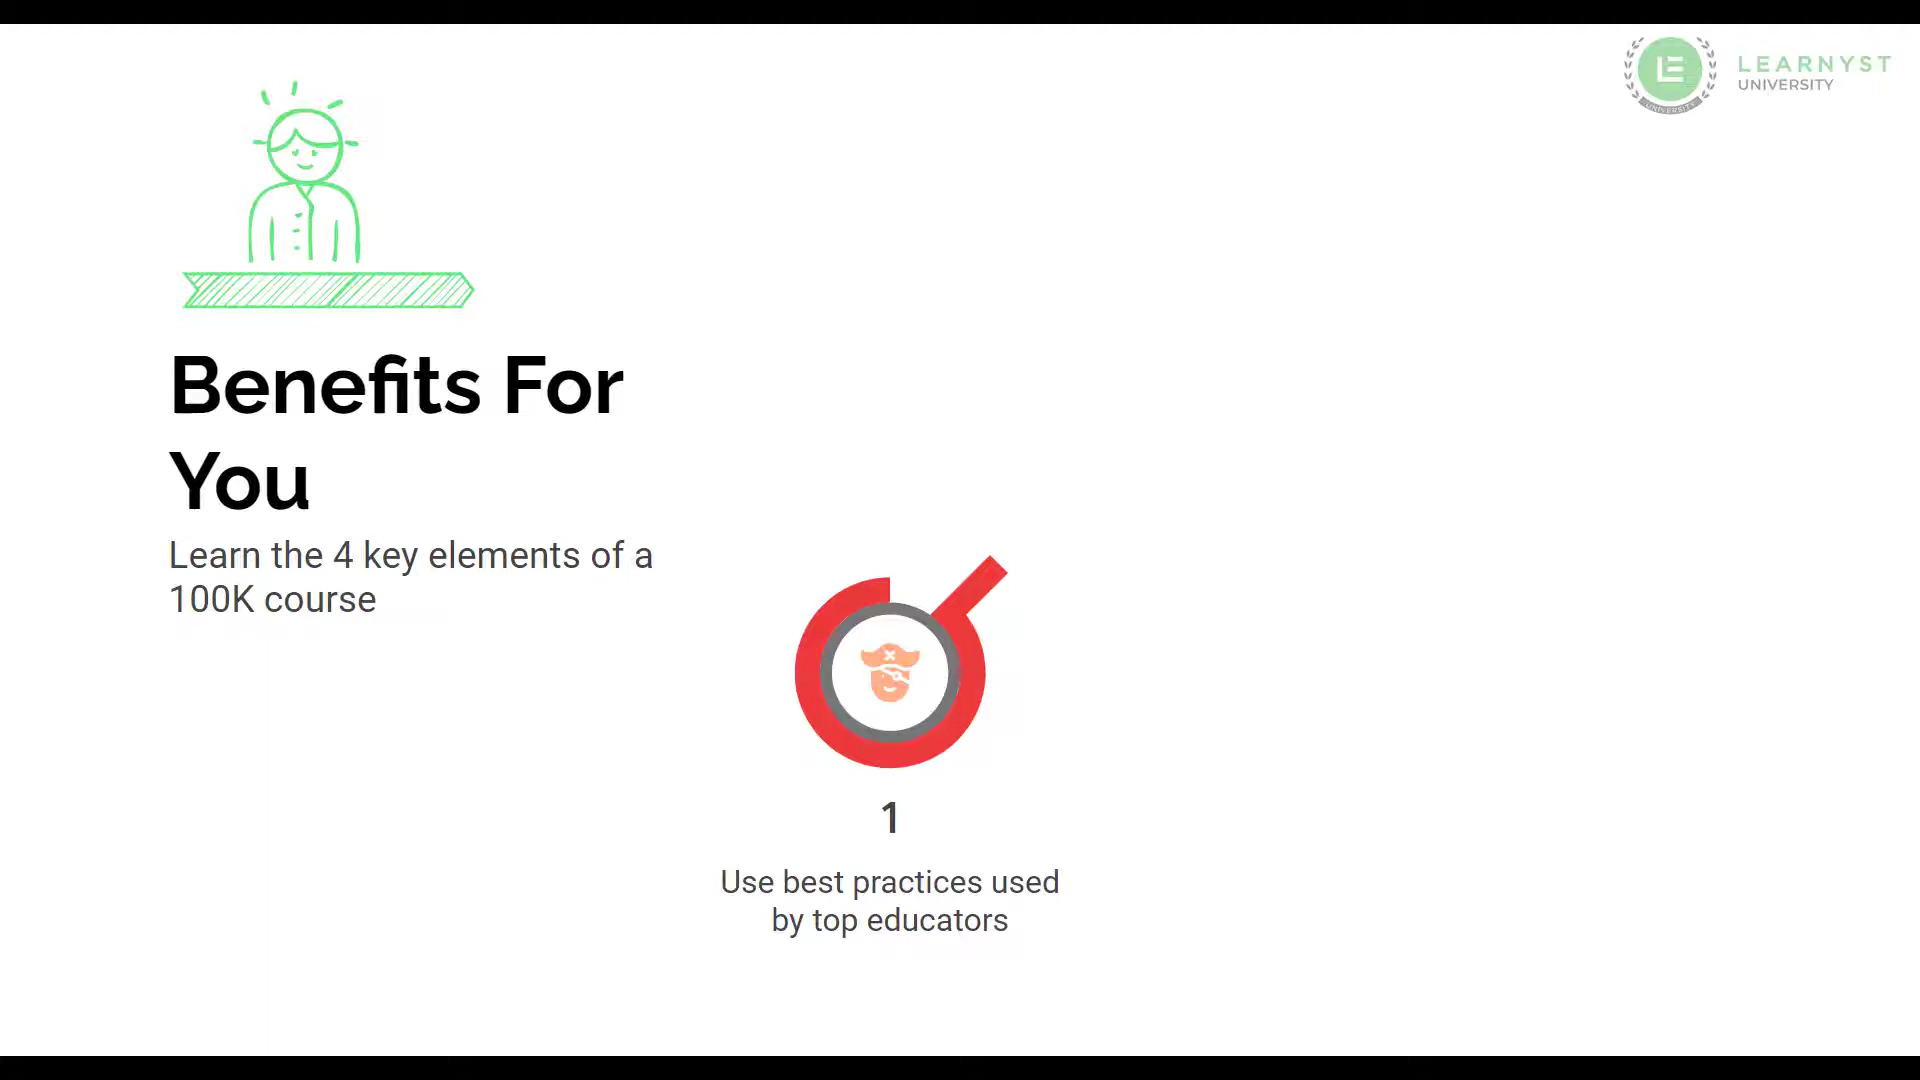 LEARNYST
UNIVERSITY
UNIVERSITY
Benefits For
You
Learn the 4 key elements of a
100K course
1
Use best practices used
by top educators